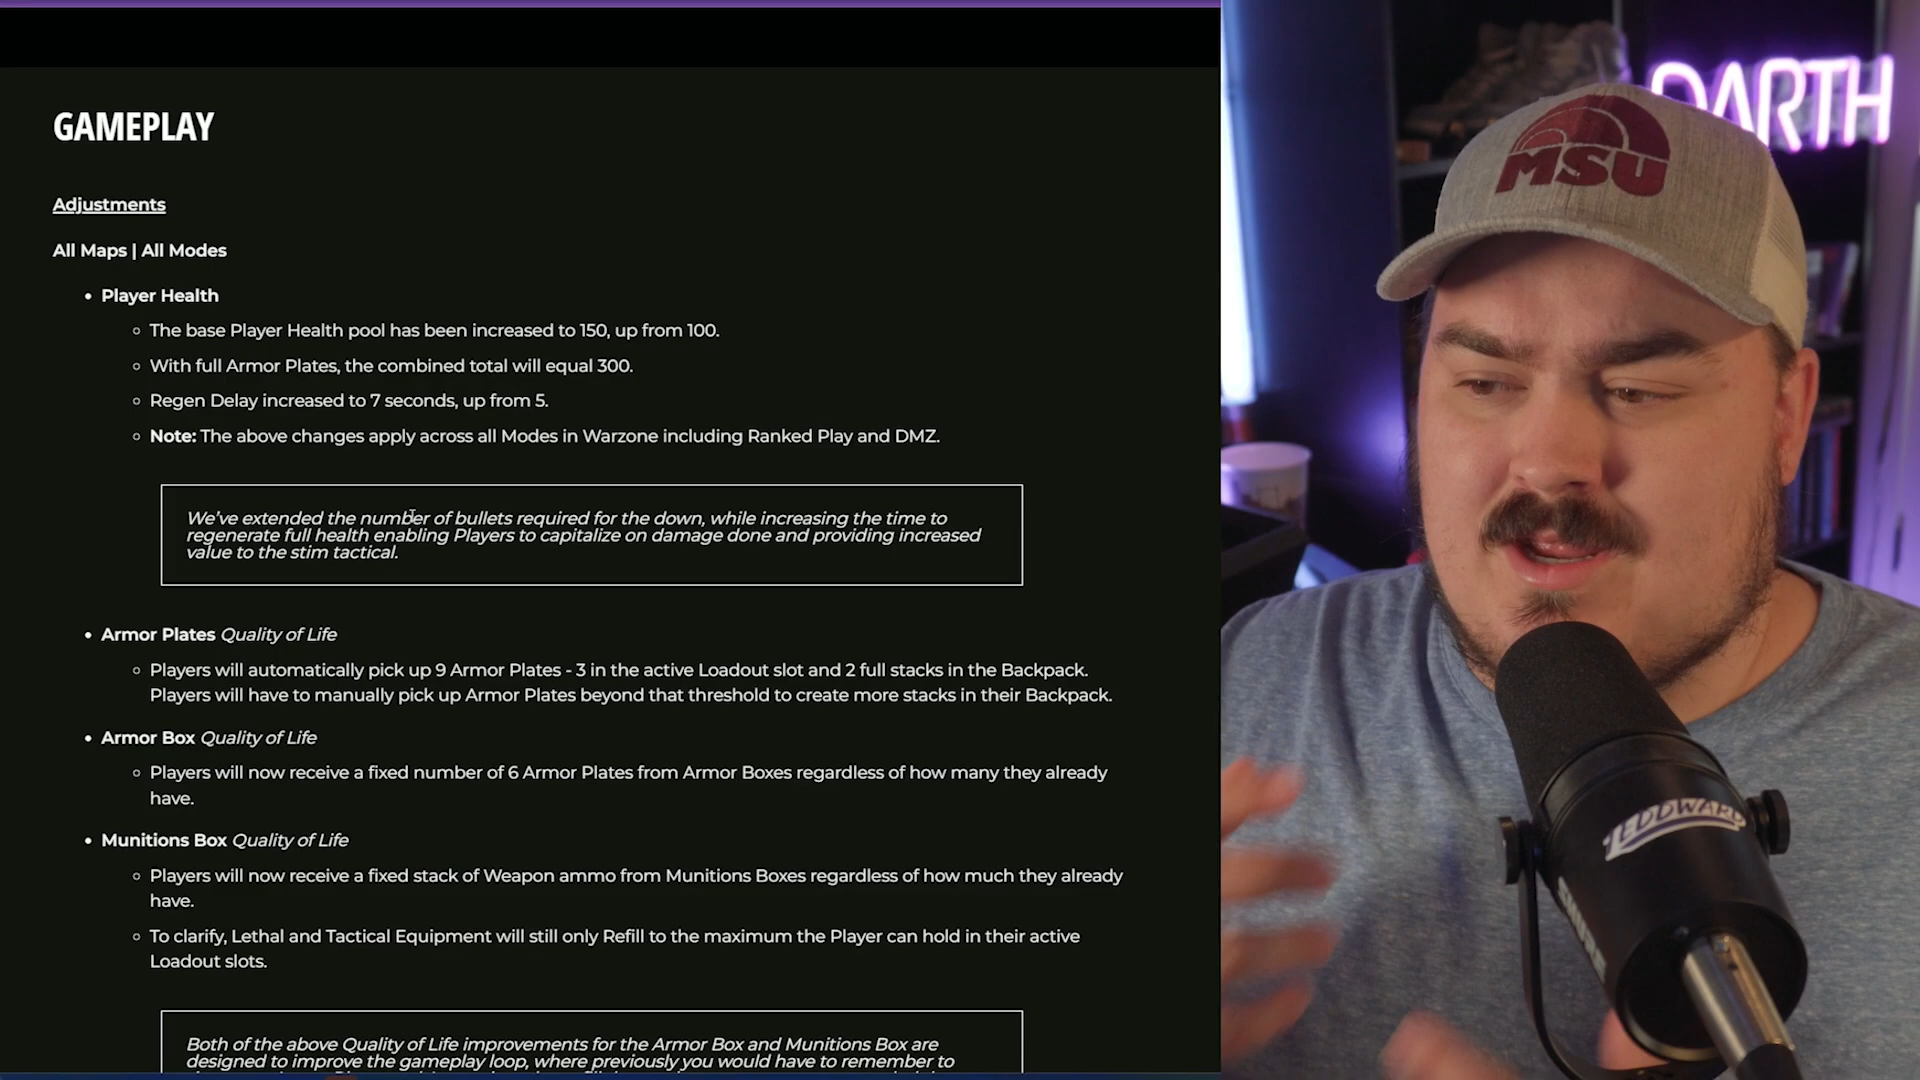 GAMEPLAY
Adjustments
All Maps | All Modes
• Player Health
The base Player Health pool has been increased to 150, up from 100.
With full Armor Plates, the combined total will equal 300.
Regen Delay increased to 7 seconds, up from 5.
Note: The above changes apply across all Modes in Warzone including Ranked Play and DMZ.
We've extended the number of bullets required for the down, while increasing the time to
regenerate full health enabling Players to capitalize on damage done and providing increased
value to the stim tactical.
• Armor Plates Quality of Life
Players will automatically pick up 9 Armor Plates - 3 in the active Loadout slot and 2 full stacks in the Backpack.
Players will have to manually pick up Armor Plates beyond that threshold to create more stacks in their Backpack.
• Armor Box Quality of Life
Players will now receive a fixed number of 6 Armor Plates from Armor Boxes regardless of how many they already
have.
• Munitions Box Quality of Life
Players will now receive a fixed stack of Weapon ammo from Munitions Boxes regardless of how much they already
have.
To clarify, Lethal and Tactical Equipment will still only Refill to the maximum the Player can hold in their active
Loadout slots.
Both of the above Quality of Life improvements for the Armor Box and Munitions Box are
designed to improve the gameplay loop, where previously you would have to remember to
DARTH
MSU